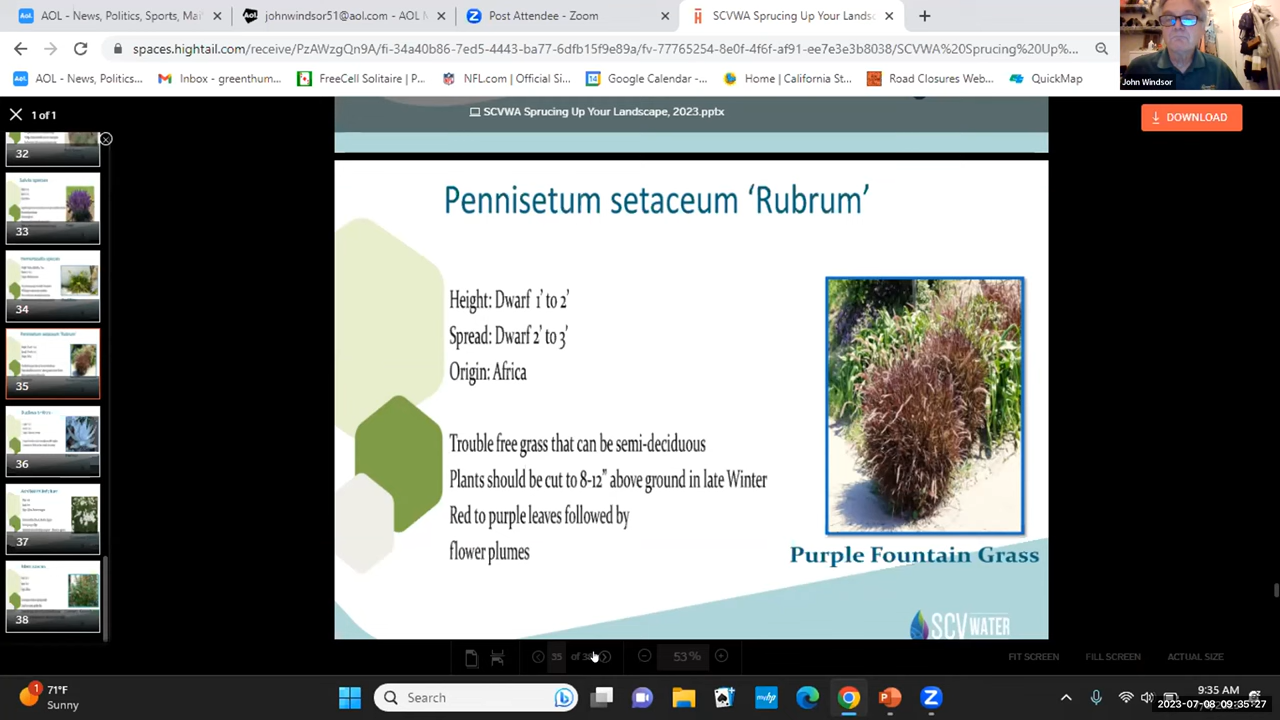 AOL - News, Politics, Sports, Mai
johnwindsor51@aol.com - AOL
Post Attendee - Zoom
SCVWA Sprucing Up Your Landsc
spaces.hightail.com/receive/PzAWzgQn9A/fi-34a40b86-7ed5-4443-ba77-6dfb15f9e89a/fv-77765254-8e0f-4f6f-af91-ee7e3e3b8038/SCVWA%20Sprucing%20Up%...
AOL - News, Politics...
Inbox - greenthum...
FreeCell Solitaire | P...
NFL.com | Official Si...
Google Calendar -...
Home | California St...
Road Closures Web...
QuickMap
John Windsor
1 of 1
SCVWA Sprucing Up Your Landscape, 2023.pptx
DOWNLOAD
32
33
34
35
36
37
38
Pennisetum setaceum ‘Rubrum’
Height: Dwarf 1' to 2'
Spread: Dwarf 2' to 3'
Origin: Africa
Trouble free grass that can be semi-deciduous
Plants should be cut to 8-12" above ground in late Winter
Red to purple leaves followed by
flower plumes
Purple Fountain Grass
SCV WATER
35 of 38
53 %
FIT SCREEN
FILL SCREEN
ACTUAL SIZE
1
71°F
Sunny
Search
9:35 AM
2023-07-08 09:35:27